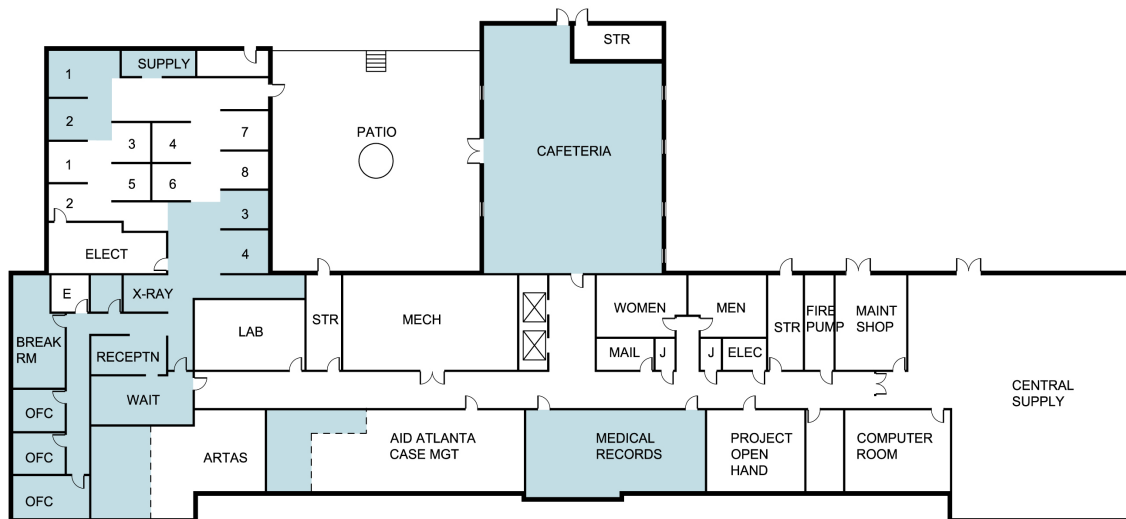 STR
SUPPLY
1
2
3
4
7
PATIO
CAFETERIA
1
5
6
8
2
3
4
ELECT
E
X-RAY
BREAK
RM
RECEPTN
LAB
STR
MECH
WOMEN
MEN
STR
FIRE
PUMP
MAINT
SHOP
MAIL
J
J
ELEC
WAIT
CENTRAL
SUPPLY
OFC
OFC
OFC
ARTAS
AID ATLANTA
CASE MGT
MEDICAL
RECORDS
PROJECT
OPEN
HAND
COMPUTER
ROOM